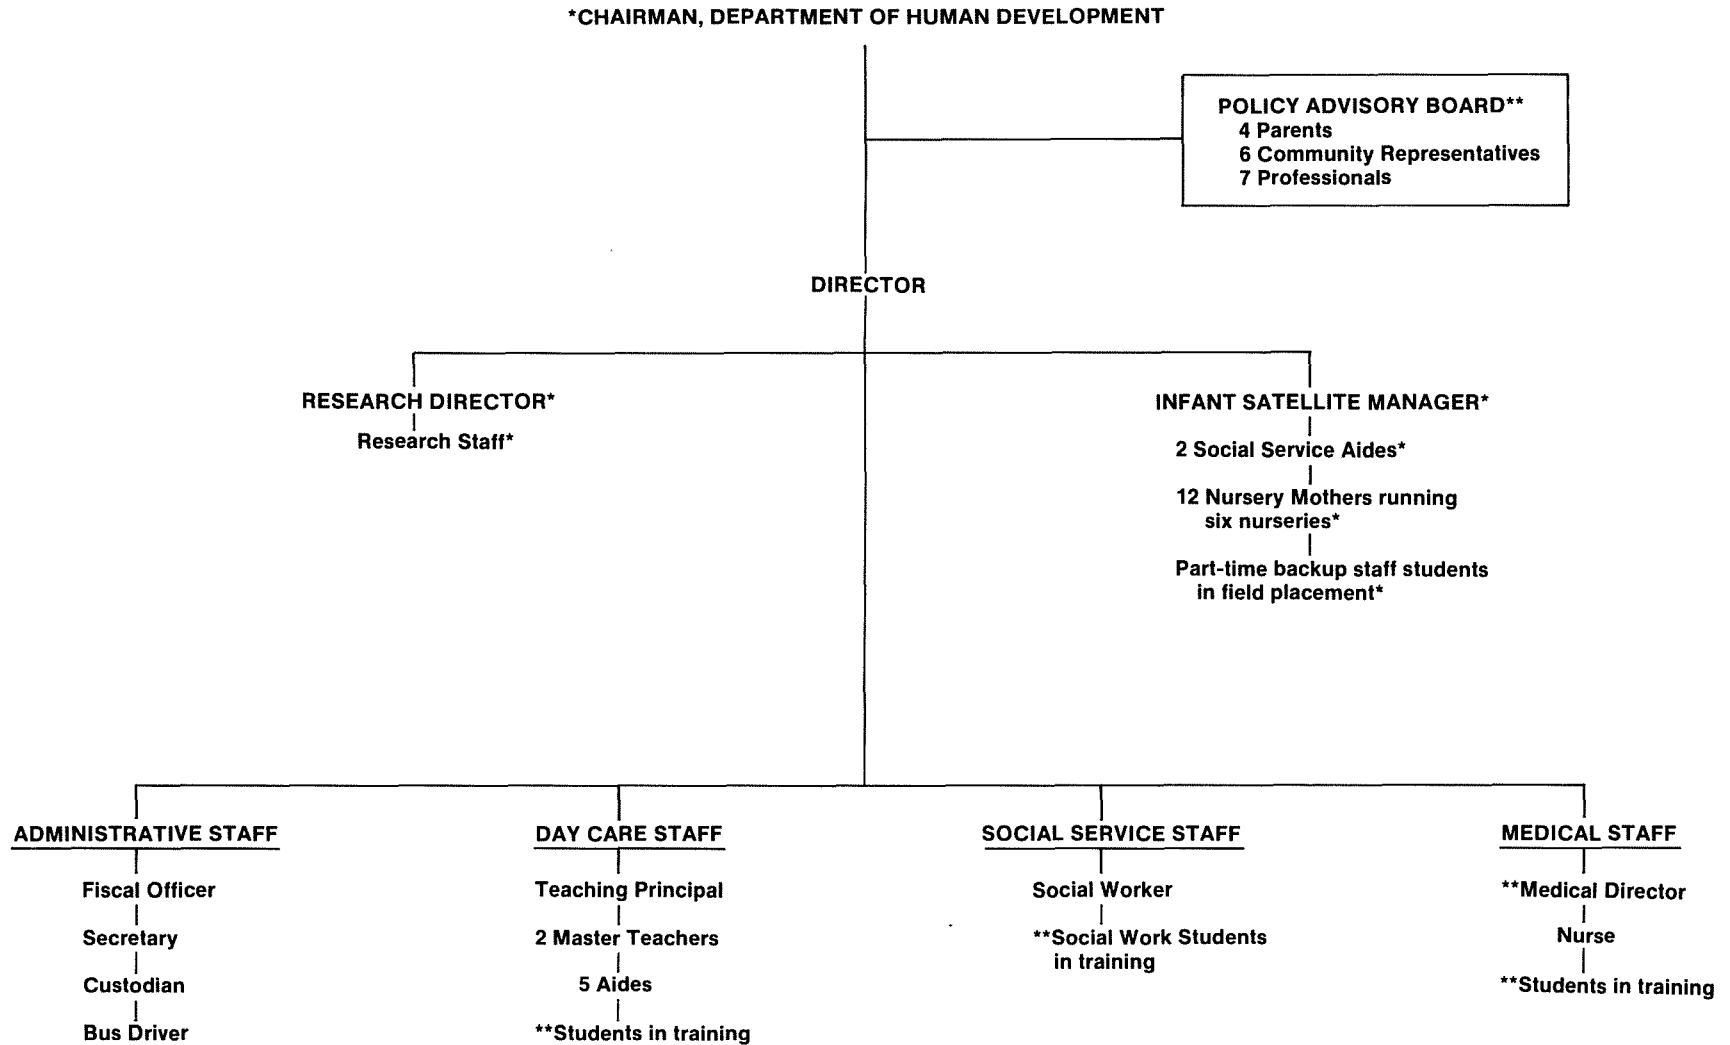 *CHAIRMAN, DEPARTMENT OF HUMAN DEVELOPMENT
POLICY ADVISORY BOARD**
4 Parents
6 Community Representatives
7 Professionals
DIRECTOR
RESEARCH DIRECTOR*
Research Staff*
INFANT SATELLITE MANAGER*
2 Social Service Aides*
12 Nursery Mothers running
six nurseries*
Part-time backup staff students
in field placement*
ADMINISTRATIVE STAFF
Fiscal Officer
Secretary
Custodian
Bus Driver
DAY CARE STAFF
Teaching Principal
2 Master Teachers
5 Aides
**Students in training
SOCIAL SERVICE STAFF
Social Worker
**Social Work Students
in training
MEDICAL STAFF
**Medical Director
Nurse
**Students in training